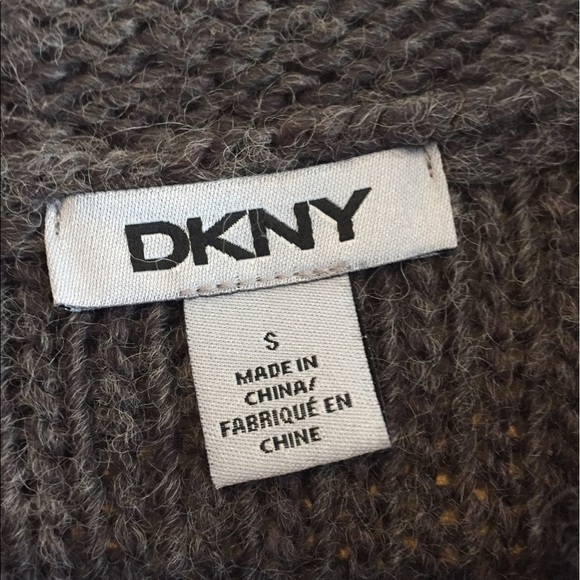 DKNY
S
MADE IN
CHINA/
FABRIQUÉ EN
CHINE